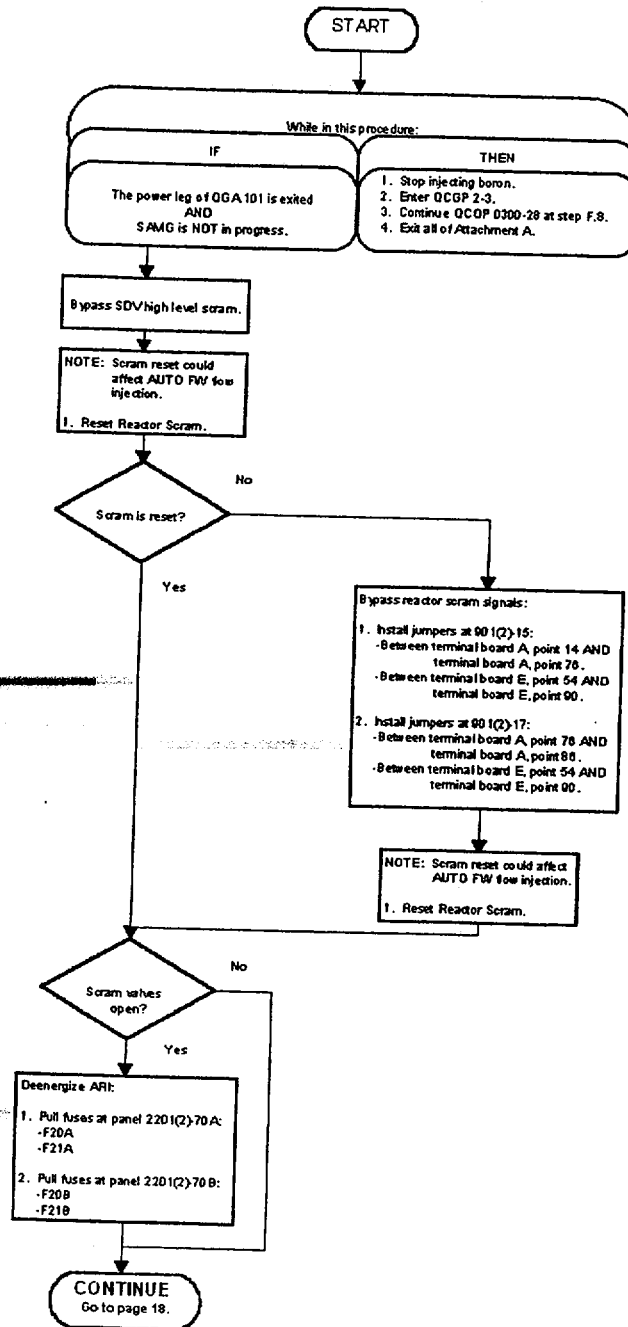 START
While in this procedure:
IF
THEN
The power leg of QGA 101 is exited
AND
SAMG is NOT in progress.
1. Stop injecting boron.
2. Enter QCGP 2-3.
3. Continue QCOP 0300-28 at step F.8.
4. Exit all of Attachment A.
Bypass SDV high level scram.
NOTE: Scram reset could
affect AUTO FW flow
injection.
1. Reset Reactor Scram.
Scram is reset?
No
Yes
Bypass reactor scram signals:
1. Install jumpers at 901(2)-15:
-Between terminal board A, point 14 AND
terminal board A, point 76.
-Between terminal board E, point 54 AND
terminal board E, point 90.
2. Install jumpers at 901(2)-17:
-Between terminal board A, point 76 AND
terminal board A, point 86.
-Between terminal board E, point 54 AND
terminal board E, point 90.
NOTE: Scram reset could affect
AUTO FW flow injection.
1. Reset Reactor Scram.
Scram valves
open?
No
Yes
Deenergize ARI:
1. Pull fuses at panel 2201(2)-70A:
-F20A
-F21A
2. Pull fuses at panel 2201(2)-70B:
-F20B
-F21B
CONTINUE
Go to page 18.